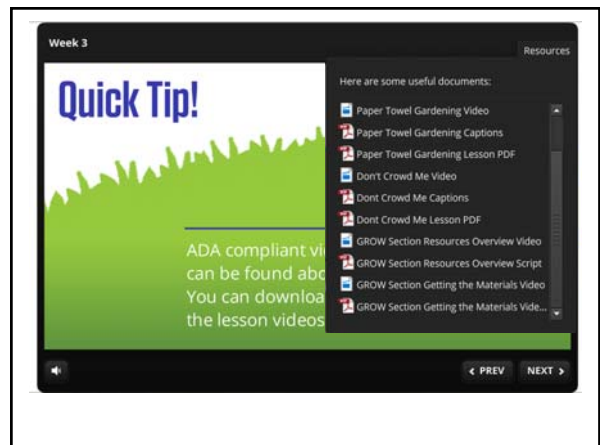 Week 3
Resources
Quick Tip!
Here are some useful documents:
Paper Towel Gardening Video
Paper Towel Gardening Captions
Paper Towel Gardening Lesson PDF
Don't Crowd Me Video
Dont Crowd Me Captions
Dont Crowd Me Lesson PDF
GROW Section Resources Overview Video
GROW Section Resources Overview Script
GROW Section Getting the Materials Video
GROW Section Getting the Materials Vide...
ADA compliant vi
can be found abo
You can downloa
the lesson videos
< PREV
NEXT >